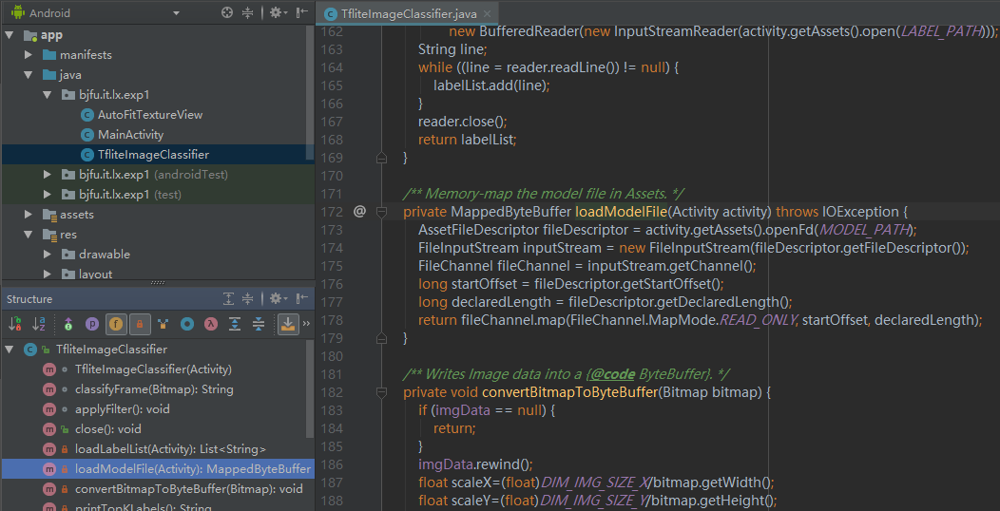 Android
app
manifests
java
bjfu.it.lx.exp1
AutoFitTextureView
MainActivity
TfliteImageClassifier
bjfu.it.lx.exp1 (androidTest)
bjfu.it.lx.exp1 (test)
assets
res
drawable
layout
Structure
TfliteImageClassifier
TfliteImageClassifier(Activity)
classifyFrame(Bitmap): String
applyFilter(): void
close(): void
loadLabelList(Activity): List<String>
loadModelFile(Activity): MappedByteBuffer
convertBitmapToByteBuffer(Bitmap): void
printTopKLabels(): String
TfliteImageClassifier.java
162 new BufferedReader(new InputStreamReader(activity.getAssets().open(LABEL_PATH)));
163 String line;
164 while ((line = reader.readLine()) != null) {
165 labelList.add(line);
166 }
167 reader.close();
168 return labelList;
169 }
170
171 /** Memory-map the model file in Assets. */
172 @ private MappedByteBuffer loadModelFile(Activity activity) throws IOException {
173 AssetFileDescriptor fileDescriptor = activity.getAssets().openFd(MODEL_PATH);
174 FileInputStream inputStream = new FileInputStream(fileDescriptor.getFileDescriptor());
175 FileChannel fileChannel = inputStream.getChannel();
176 long startOffset = fileDescriptor.getStartOffset();
177 long declaredLength = fileDescriptor.getDeclaredLength();
178 return fileChannel.map(FileChannel.MapMode.READ_ONLY, startOffset, declaredLength);
179 }
180
181 /** Writes Image data into a {@code ByteBuffer}. */
182 private void convertBitmapToByteBuffer(Bitmap bitmap) {
183 if (imgData == null) {
184 return;
185 }
186 imgData.rewind();
187 float scaleX=(float)DIM_IMG_SIZE_X/bitmap.getWidth();
188 float scaleY=(float)DIM_IMG_SIZE_Y/bitmap.getHeight();